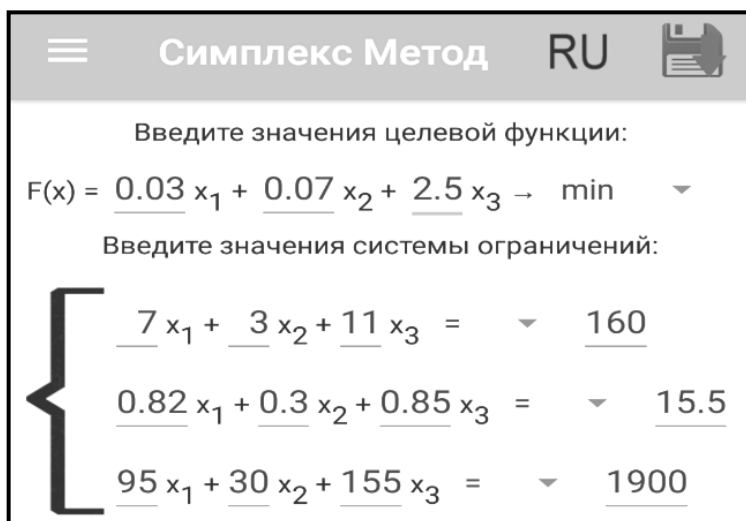 Симплекс Метод RU
Введите значения целевой функции:
F(x) = 0.03 x₁ + 0.07 x₂ + 2.5 x₃ → min
Введите значения системы ограничений:
7 x₁ + 3 x₂ + 11 x₃ = 160
0.82 x₁ + 0.3 x₂ + 0.85 x₃ = 15.5
95 x₁ + 30 x₂ + 155 x₃ = 1900